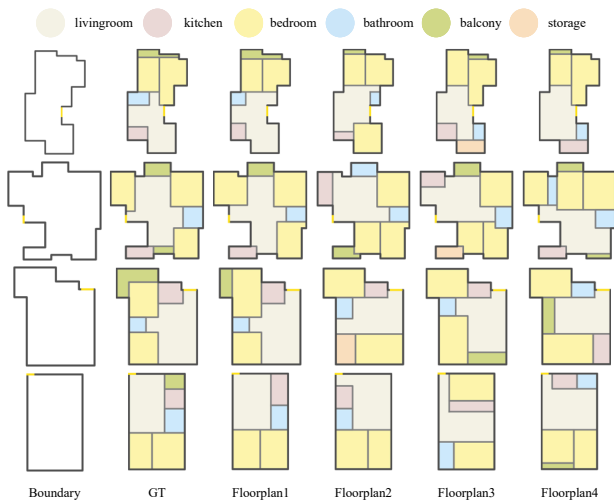 livingroom kitchen bedroom bathroom balcony storage
Boundary GT Floorplan1 Floorplan2 Floorplan3 Floorplan4